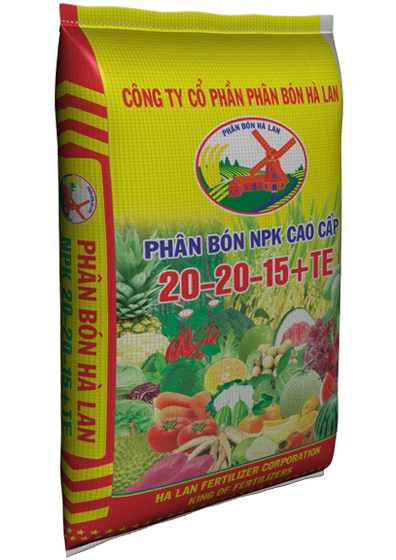 CÔNG TY CỔ PHẦN PHÂN BÓN HÀ LAN
PHÂN BÓN HÀ LAN
PHÂN BÓN NPK CAO CẤP
20-20-15+TE
HA LAN FERTILIZER CORPORATION
KING OF FERTILIZERS
PHÂN BÓN HÀ LAN
NPK 20-20-15+TE